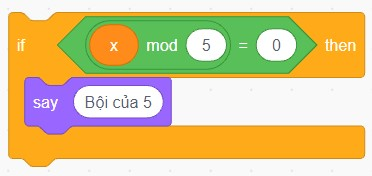 if x mod 5 = 0 then
say Bội của 5